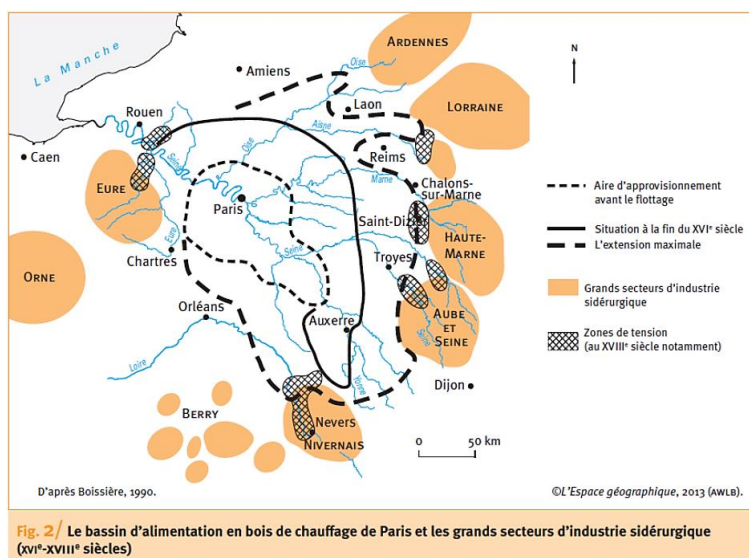 La Manche
Amiens
Oise
ARDENNES
N
Rouen
Laon
LORRAINE
Caen
Oise
Aisne
Reims
Seine
EURE
Paris
Marne
Chalons-
sur-Marne
Saint-Dizier
HAUTE-
MARNE
Eure
Chartres
Seine
Troyes
ORNE
Orléans
Auxerre
AUBE
ET
SEINE
Seine
Loire
Yonne
Dijon
BERRY
Nevers
NIVERNAIS
0 50 km
Aire d'approvisionnement
avant le flottage
Situation à la fin du XVIe siècle
L'extension maximale
Grands secteurs d'industrie
sidérurgique
Zones de tension
(au XVIIIe siècle notamment)
D'après Boissière, 1990.
©L'Espace géographique, 2013 (AWLB).
Fig. 2/ Le bassin d'alimentation en bois de chauffage de Paris et les grands secteurs d'industrie sidérurgique
(XVIe-XVIIIe siècles)